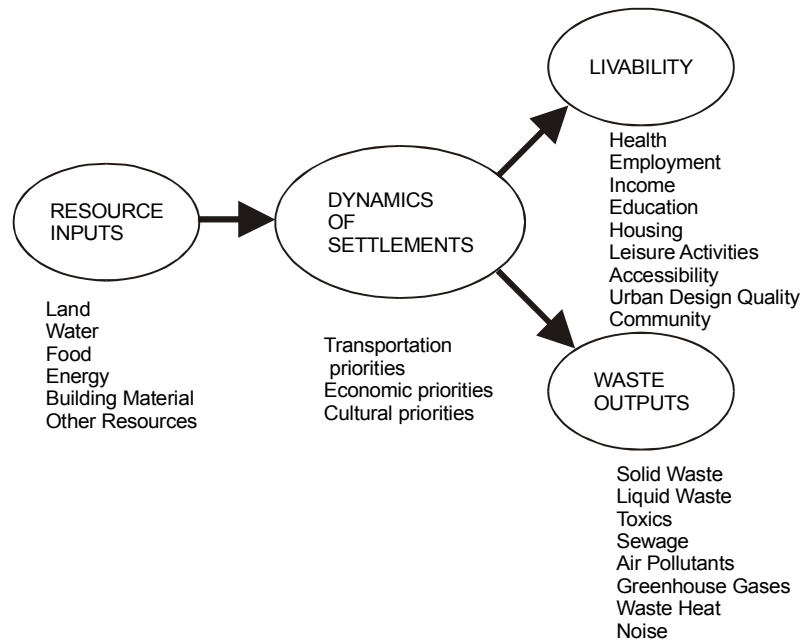 RESOURCE
INPUTS
Land
Water
Food
Energy
Building Material
Other Resources
DYNAMICS
OF
SETTLEMENTS
Transportation
priorities
Economic priorities
Cultural priorities
LIVABILITY
Health
Employment
Income
Education
Housing
Leisure Activities
Accessibility
Urban Design Quality
Community
WASTE
OUTPUTS
Solid Waste
Liquid Waste
Toxics
Sewage
Air Pollutants
Greenhouse Gases
Waste Heat
Noise